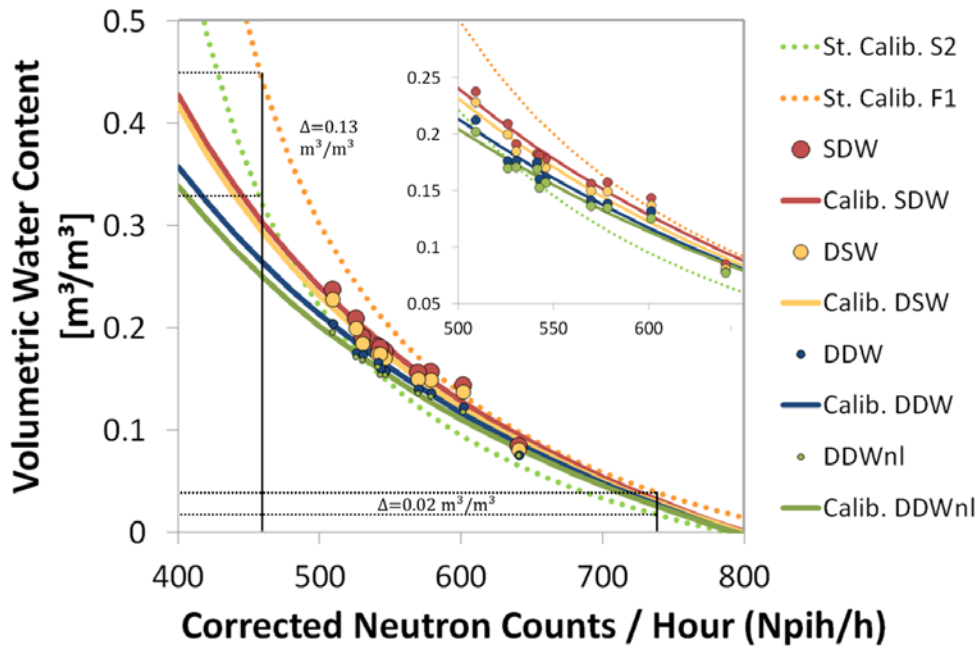 Volumetric Water Content
[m³/m³]
0.5
0.4
0.3
0.2
0.1
0
400
500
600
700
800
Corrected Neutron Counts / Hour (Npih/h)
Δ=0.13
m³/m³
Δ=0.02 m³/m³
0.25
0.2
0.15
0.1
0.05
500
550
600
St. Calib. S2
St. Calib. F1
SDW
Calib. SDW
DSW
Calib. DSW
DDW
Calib. DDW
DDWnl
Calib. DDWnl